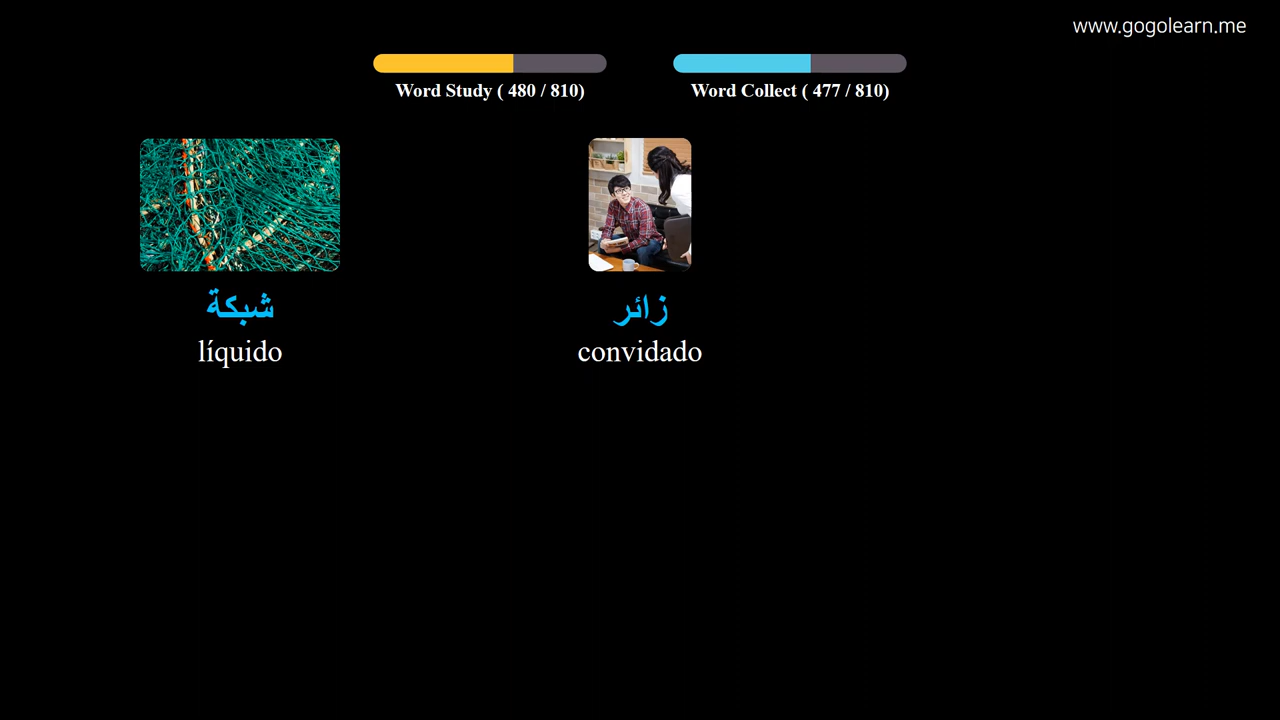 www.gogolearn.me
Word Study ( 480 / 810)
Word Collect ( 477 / 810)
شبكة
líquido
زائر
convidado